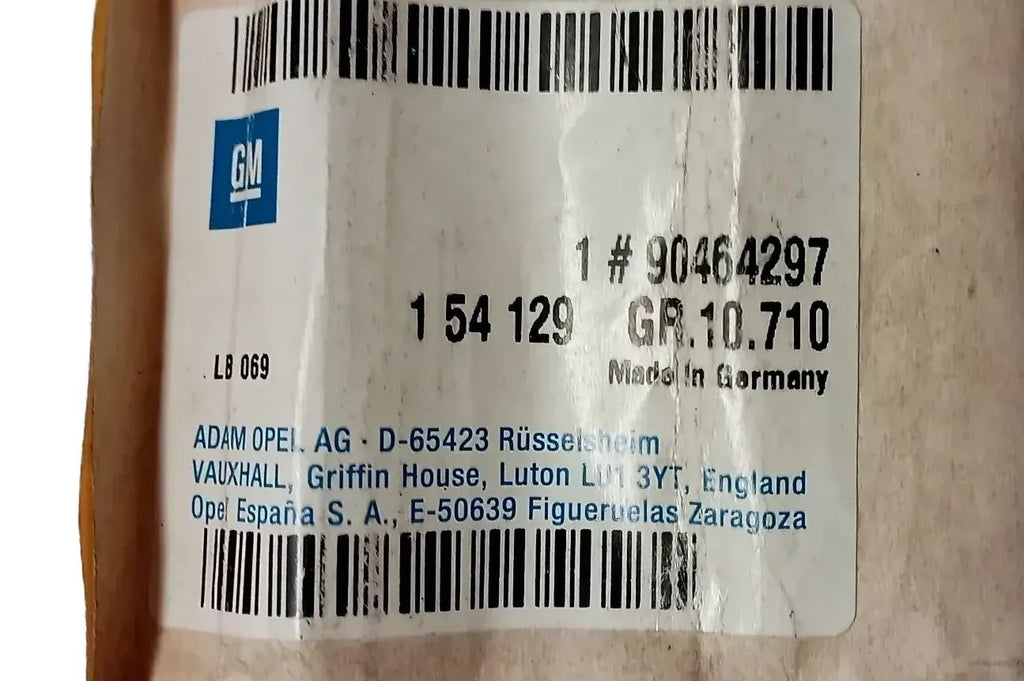 GM
1 # 90464297
1 54 129 GR.10.710
LB 069
Made in Germany
ADAM OPEL AG · D-65423 Rüsselsheim
VAUXHALL, Griffin House, Luton LU1 3YT, England
Opel España S. A., E-50639 Figueruelas Zaragoza